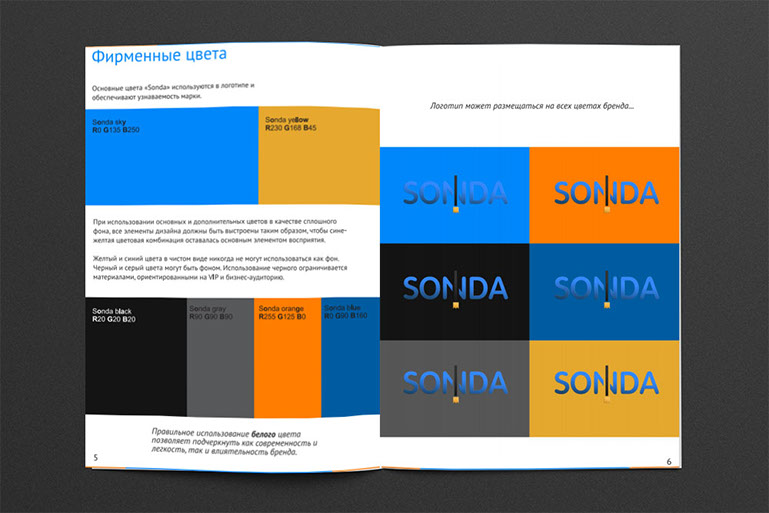 Фирменные цвета
Основные цвета «Sonda» используются в логотипе и
обеспечивают узнаваемость марки.
Sonda sky
R0 G135 B250
Sonda yellow
R230 G168 B45
При использовании основных и дополнительных цветов в качестве сплошного
фона, все элементы дизайна должны быть выстроены таким образом, чтобы сине-
желтая цветовая комбинация оставалась основным элементом восприятия.
Желтый и синий цвета в чистом виде никогда не могут использоваться как фон.
Черный и серый цвета могут быть фоном. Использование черного ограничивается
материалами, ориентированными на VIP и бизнес-аудиторию.
Sonda black
R20 G20 B20
Sonda gray
R90 G90 B90
Sonda orange
R255 G125 B0
Sonda blue
R0 G90 B160
Правильное использование белого цвета
позволяет подчеркнуть как современность и
легкость, так и влиятельность бренда.
5
Логотип может размещаться на всех цветах бренда...
SONDA
SONDA
SONDA
SONDA
SONDA
SONDA
6